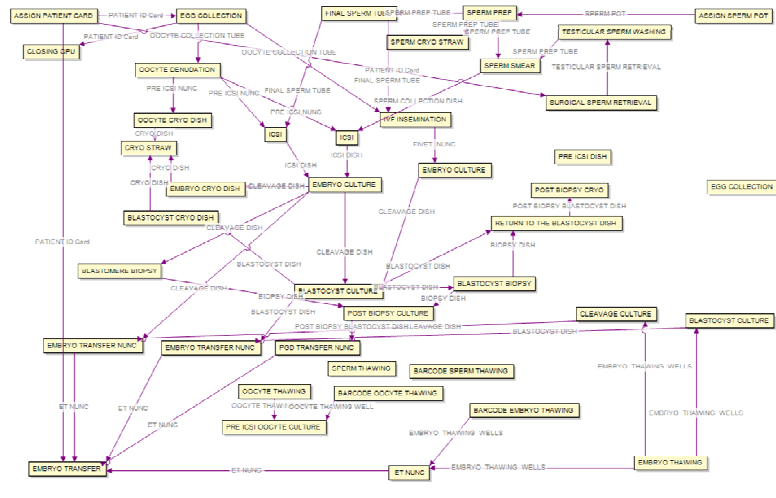 ASSIGN PATIENT CARD
PATIENT ID Card
EGG COLLECTION
FINAL SPERM TUBE
SPERM PREP TUBE
SPERM PREP
SPERM POT
ASSIGN SPERM POT
SPERM PREP TUBE
TESTICULAR SPERM WASHING
PATIENT ID Card
OOCYTE COLLECTION TUBE
SPERM CRYO STRAW
CLOSING OPU
OOCYTE COLLECTION TUBE
SPERM PREP TUBE
OOCYTE DENUDATION
PATIENT ID Card
SPERM SMEAR
TESTICULAR SPERM RETRIEVAL
FINAL SPERM TUBE
PRE ICSI NUNC
PRE ICSI NUNC
FINAL SPERM TUBE
SPERM COLLECTION DISH
SURGICAL SPERM RETRIEVAL
PRE ICSI NUNC
OOCYTE CRYO DISH
IVF INSEMINATION
CRYO DISH
ICSI
ICSI
FIVET NUNC
CRYO STRAW
ICSI DISH
PRE ICSI DISH
CRYO DISH
ICSI DISH
EMBRYO CULTURE
CRYO DISH
EMBRYO CRYO DISH
CLEAVAGE DISH
EMBRYO CULTURE
POST BIOPSY CRYO
EGG COLLECTION
POST BIOPSY BLASTOCYST DISH
BLASTOCYST CRYO DISH
CLEAVAGE DISH
CLEAVAGE DISH
RETURN TO THE BLASTOCYST DISH
PATIENT ID Card
CLEAVAGE DISH
BIOPSY DISH
BLASTOMERE BIOPSY
BLASTOCYST DISH
BLASTOCYST DISH
CLEAVAGE DISH
BLASTOCYST CULTURE
BLASTOCYST DISH
BLASTOCYST BIOPSY
BIOPSY DISH
BIOPSY DISH
BLASTOCYST DISH
POST BIOPSY CULTURE
CLEAVAGE CULTURE
BLASTOCYST CULTURE
POST BIOPSY BLASTOCYST DISH
CLEAVAGE DISH
BLASTOCYST DISH
EMBRYO TRANSFER NUNC
EMBRYO TRANSFER NUNC
PGD TRANSFER NUNC
SPERM THAWING
BARCODE SPERM THAWING
EMBRYO THAWING WELLS
OOCYTE THAWING
BARCODE OOCYTE THAWING
ET NUNC
ET NUNC
OOCYTE THAWING
OOCYTE THAWING WELL
BARCODE EMBRYO THAWING
EMBRYO THAWING WELLS
ET NUNC
PRE ICSI OOCYTE CULTURE
EMBRYO THAWING WELLS
EMBRYO TRANSFER
ET NUNC
ET NUNC
EMBRYO THAWING WELLS
EMBRYO THAWING